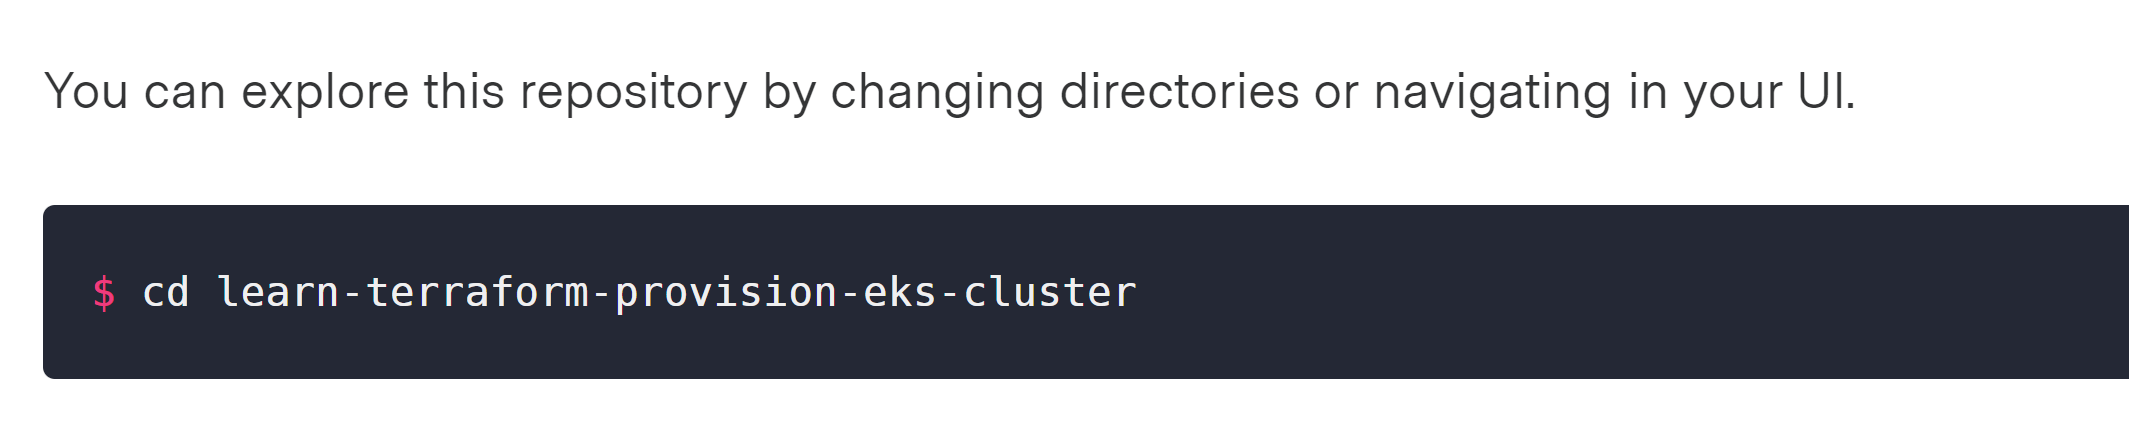 You can explore this repository by changing directories or navigating in your UI.
$ cd learn-terraform-provision-eks-cluster